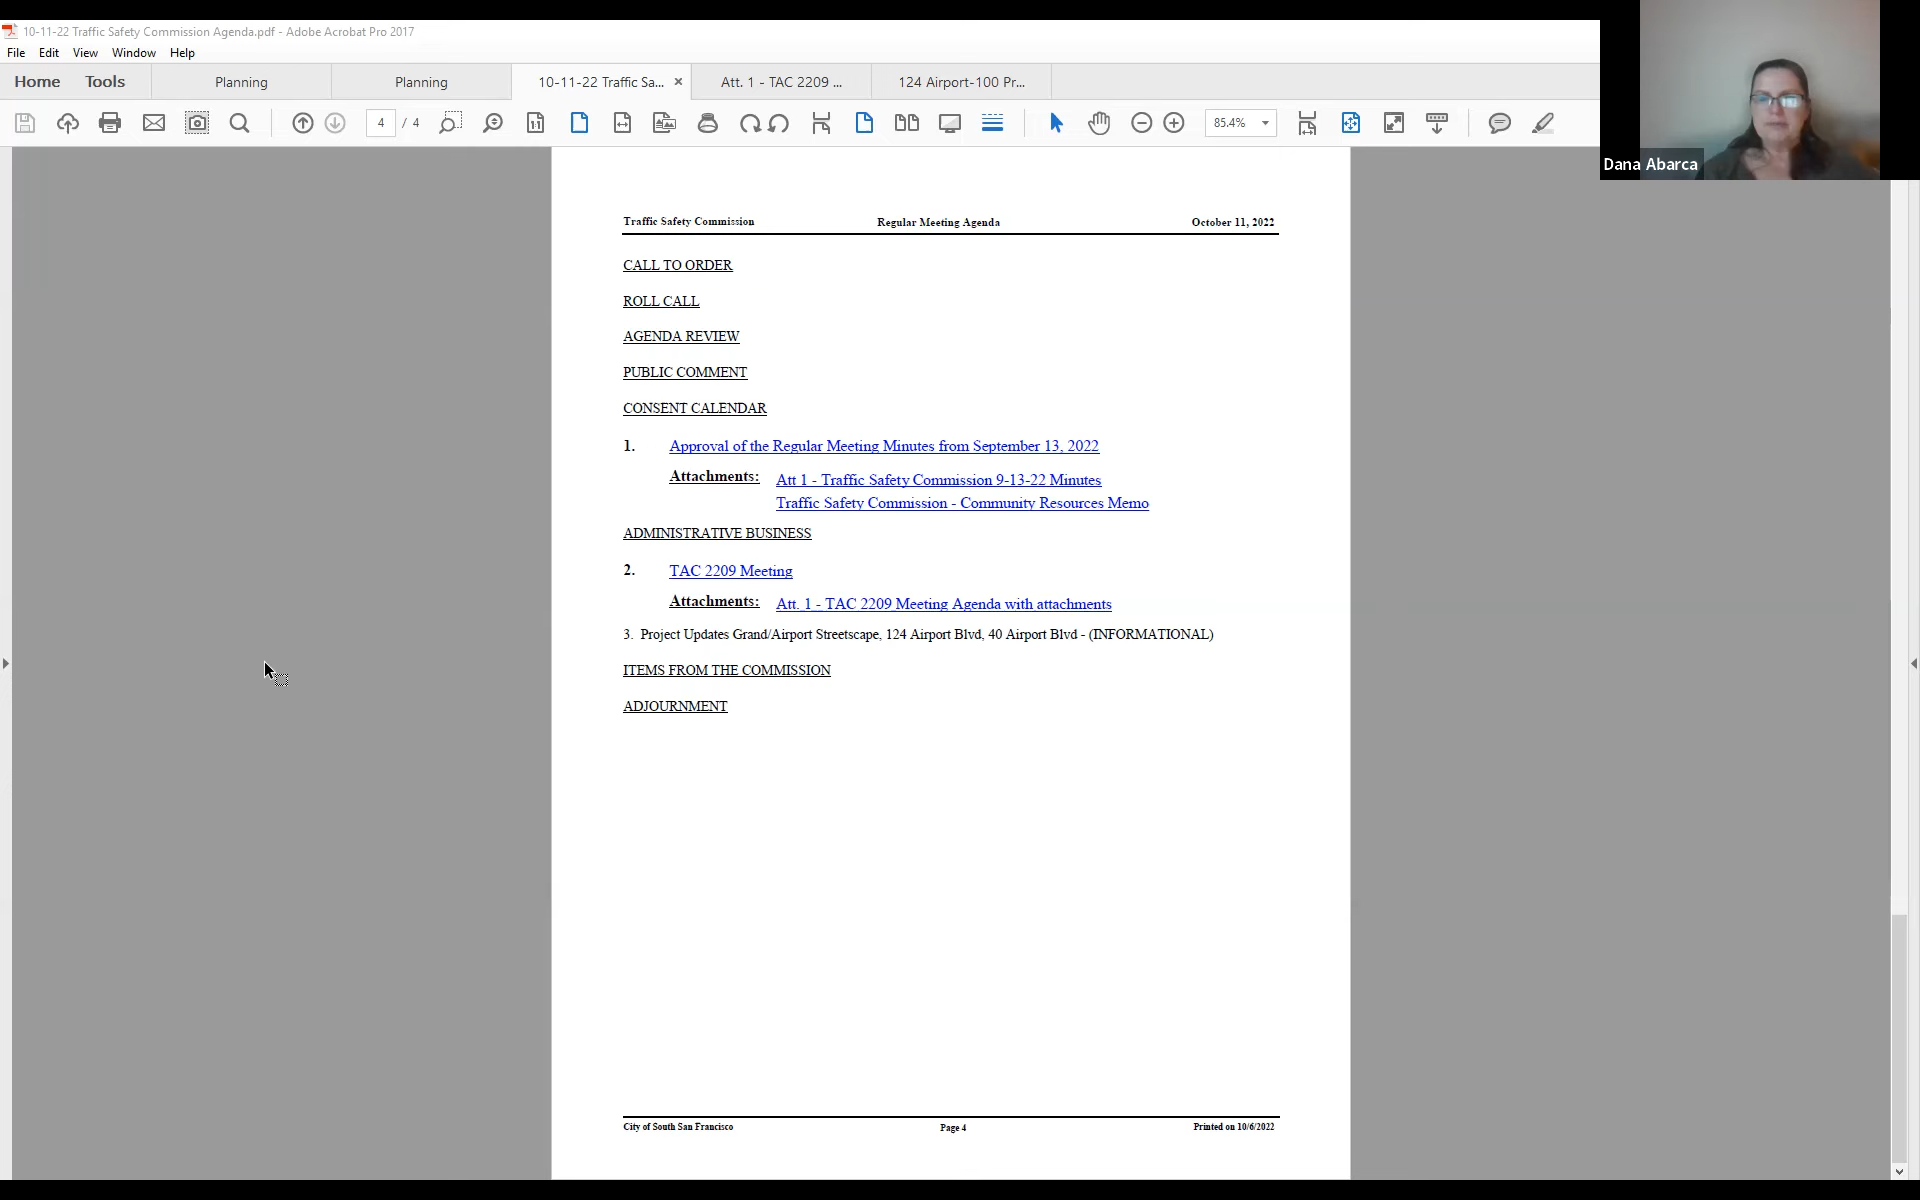 10-11-22 Traffic Safety Commission Agenda.pdf - Adobe Acrobat Pro 2017
File Edit View Window Help
Home Tools Planning Planning 10-11-22 Traffic Sa... × Att. 1 - TAC 2209 ... 124 Airport-100 Pr...
4 / 4 85.4%
Dana Abarca
Traffic Safety Commission Regular Meeting Agenda October 11, 2022
CALL TO ORDER
ROLL CALL
AGENDA REVIEW
PUBLIC COMMENT
CONSENT CALENDAR
1. Approval of the Regular Meeting Minutes from September 13, 2022
Attachments: Att 1 - Traffic Safety Commission 9-13-22 Minutes
Traffic Safety Commission - Community Resources Memo
ADMINISTRATIVE BUSINESS
2. TAC 2209 Meeting
Attachments: Att. 1 - TAC 2209 Meeting Agenda with attachments
3. Project Updates Grand/Airport Streetscape, 124 Airport Blvd, 40 Airport Blvd - (INFORMATIONAL)
ITEMS FROM THE COMMISSION
ADJOURNMENT
City of South San Francisco Page 4 Printed on 10/6/2022